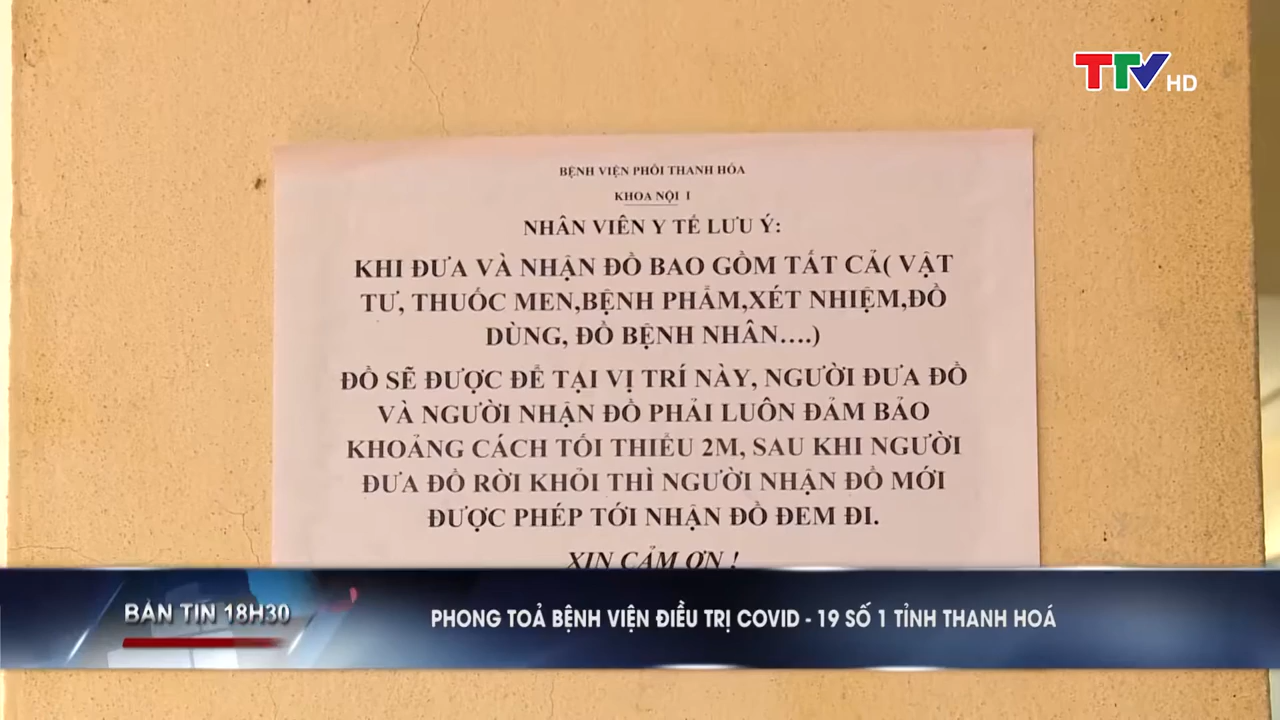 TTV HD
BỆNH VIỆN PHỔI THANH HÓA
KHOA NỘI I
NHÂN VIÊN Y TẾ LƯU Ý:
KHI ĐƯA VÀ NHẬN ĐỒ BAO GỒM TẤT CẢ( VẬT
TƯ, THUỐC MEN,BỆNH PHẨM,XÉT NHIỆM,ĐỒ
DÙNG, ĐỒ BỆNH NHÂN….)
ĐỒ SẼ ĐƯỢC ĐỂ TẠI VỊ TRÍ NÀY, NGƯỜI ĐƯA ĐỒ
VÀ NGƯỜI NHẬN ĐỒ PHẢI LUÔN ĐẢM BẢO
KHOẢNG CÁCH TỐI THIỂU 2M, SAU KHI NGƯỜI
ĐƯA ĐỒ RỜI KHỎI THÌ NGƯỜI NHẬN ĐỒ MỚI
ĐƯỢC PHÉP TỚI NHẬN ĐỒ ĐEM ĐI.
XIN CẢM ƠN !
BẢN TIN 18H30
PHONG TOẢ BỆNH VIỆN ĐIỀU TRỊ COVID - 19 SỐ 1 TỈNH THANH HOÁ